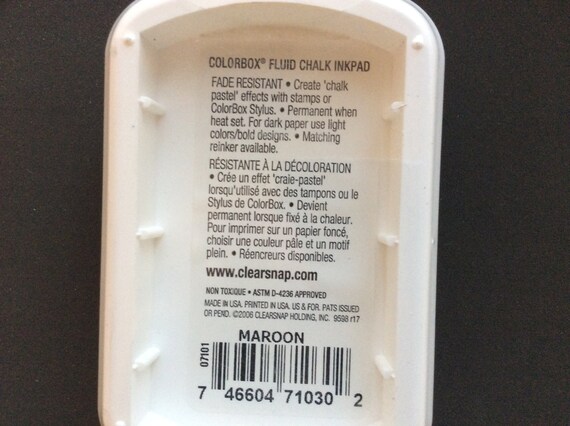 COLORBOX® FLUID CHALK INKPAD
FADE RESISTANT • Create 'chalk
pastel' effects with stamps or
ColorBox Stylus. • Permanent when
heat set. For dark paper use light
colors/bold designs. • Matching
reinker available.
RÉSISTANTE À LA DÉCOLORATION
• Crée un effet 'craie-pastel'
lorsqu'utilisé avec des tampons ou le
Stylus de ColorBox. • Devient
permanent lorsque fixé à la chaleur.
Pour imprimer sur un papier foncé,
choisir une couleur pâle et un motif
plein. • Réencreurs disponibles.
www.clearsnap.com
NON TOXIQUE • ASTM D-4236 APPROVED
MADE IN USA. PRINTED IN USA. US & FOR. PATS ISSUED
OR PEND. ©2006 CLEARSNAP HOLDING, INC. 9598 r17
MAROON
07101
7 46604 71030 2